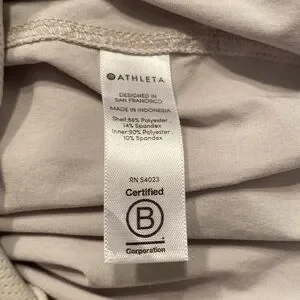 ATHLETA
DESIGNED IN
SAN FRANCISCO
MADE IN INDONESIA
Shell:86% Polyester
14% Spandex
Inner:90% Polyester
10% Spandex
RN 54023
Certified
B
Corporation